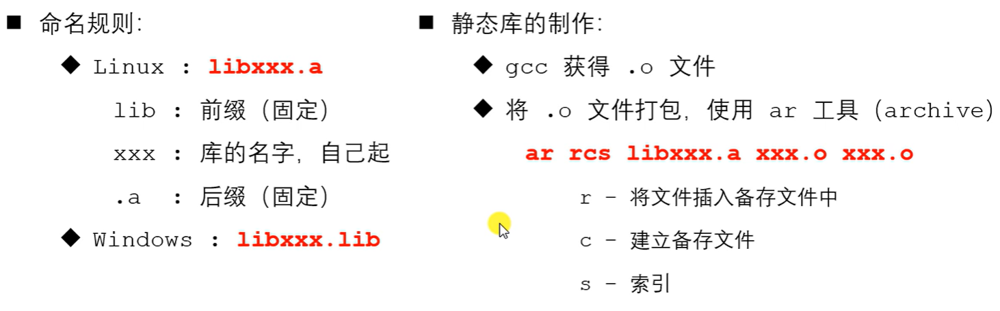 ■ 命名规则:
◆ Linux : libxxx.a
lib : 前缀（固定）
xxx : 库的名字，自己起
.a : 后缀（固定）
◆ Windows : libxxx.lib
■ 静态库的制作:
◆ gcc 获得 .o 文件
◆ 将 .o 文件打包，使用 ar 工具（archive）
ar rcs libxxx.a xxx.o xxx.o
r – 将文件插入备存文件中
c – 建立备存文件
s – 索引